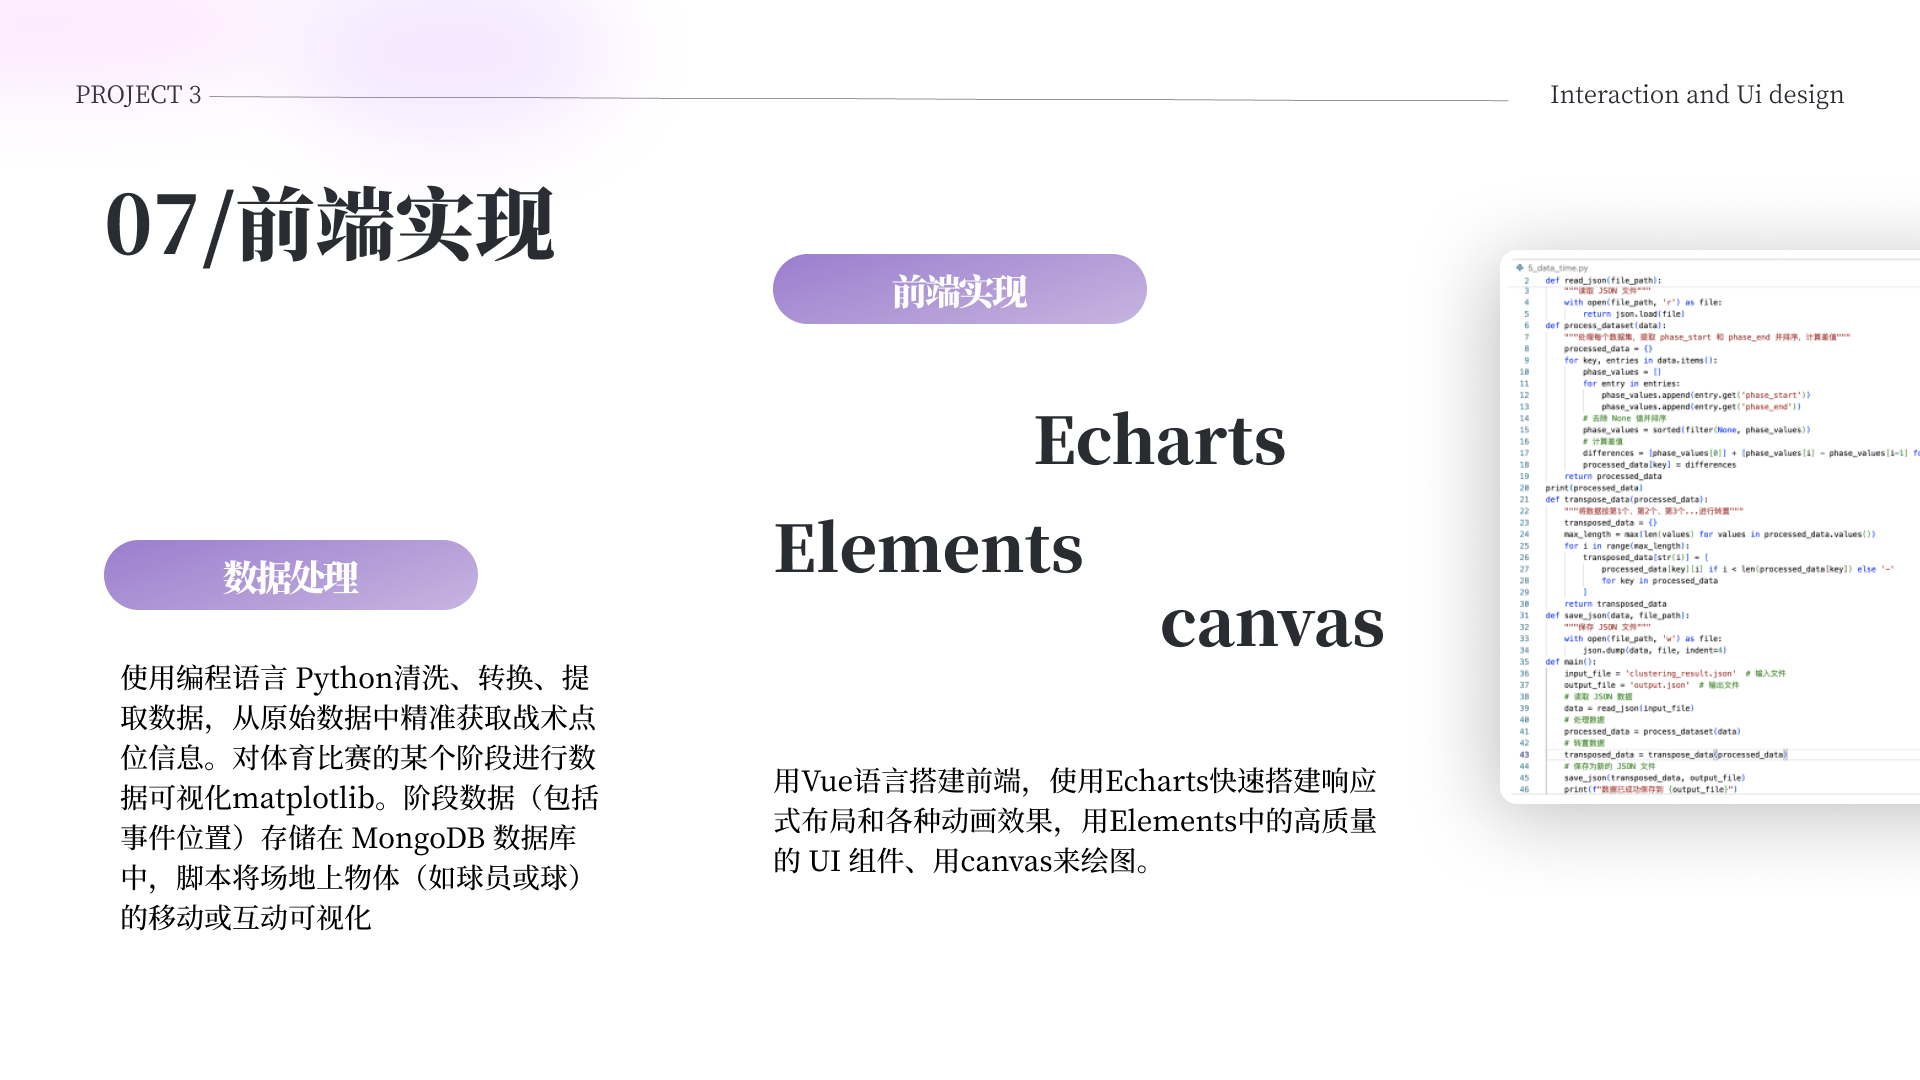 PROJECT 3
Interaction and Ui design
07/前端实现
数据处理
使用编程语言 Python清洗、转换、提
取数据，从原始数据中精准获取战术点
位信息。对体育比赛的某个阶段进行数
据可视化matplotlib。阶段数据（包括
事件位置）存储在 MongoDB 数据库
中，脚本将场地上物体（如球员或球）
的移动或互动可视化
前端实现
Echarts
Elements
canvas
用Vue语言搭建前端，使用Echarts快速搭建响应
式布局和各种动画效果，用Elements中的高质量
的 UI 组件、用canvas来绘图。
5_data_time.py
2 def read_json(file_path):
3 """读取 JSON 文件"""
4 with open(file_path, 'r') as file:
5 return json.load(file)
6 def process_dataset(data):
7 """处理每个数据集，提取 phase_start 和 phase_end 并排序，计算差值"""
8 processed_data = {}
9 for key, entries in data.items():
10 phase_values = []
11 for entry in entries:
12 phase_values.append(entry.get('phase_start'))
13 phase_values.append(entry.get('phase_end'))
14 # 去除 None 值并排序
15 phase_values = sorted(filter(None, phase_values))
16 # 计算差值
17 differences = [phase_values[0]] + [phase_values[i] - phase_values[i-1] fo
18 processed_data[key] = differences
19 return processed_data
20 print(processed_data)
21 def transpose_data(processed_data):
22 """将数据按第1个、第2个、第3个...进行转置"""
23 transposed_data = {}
24 max_length = max(len(values) for values in processed_data.values())
25 for i in range(max_length):
26 transposed_data[str(i)] = [
27 processed_data[key][i] if i < len(processed_data[key]) else '-'
28 for key in processed_data
29 ]
30 return transposed_data
31 def save_json(data, file_path):
32 """保存 JSON 文件"""
33 with open(file_path, 'w') as file:
34 json.dump(data, file, indent=4)
35 def main():
36 input_file = 'clustering_result.json' # 输入文件
37 output_file = 'output.json' # 输出文件
38 # 读取 JSON 数据
39 data = read_json(input_file)
40 # 处理数据
41 processed_data = process_dataset(data)
42 # 转置数据
43 transposed_data = transpose_data(processed_data)
44 # 保存为新的 JSON 文件
45 save_json(transposed_data, output_file)
46 print(f"数据已成功保存到 {output_file}")